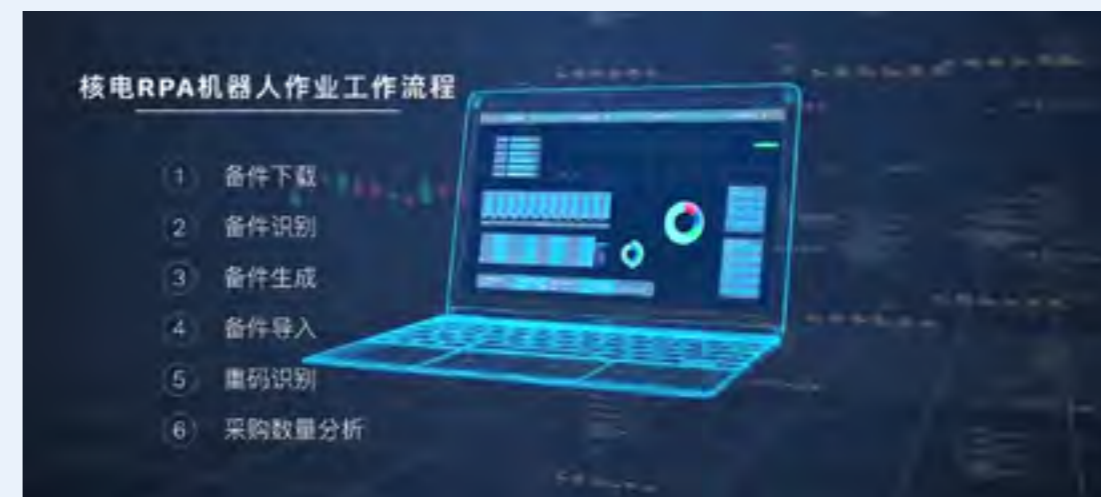 核电RPA机器人作业工作流程
1 备件下载
2 备件识别
3 备件生成
4 备件导入
5 重码识别
6 采购数量分析